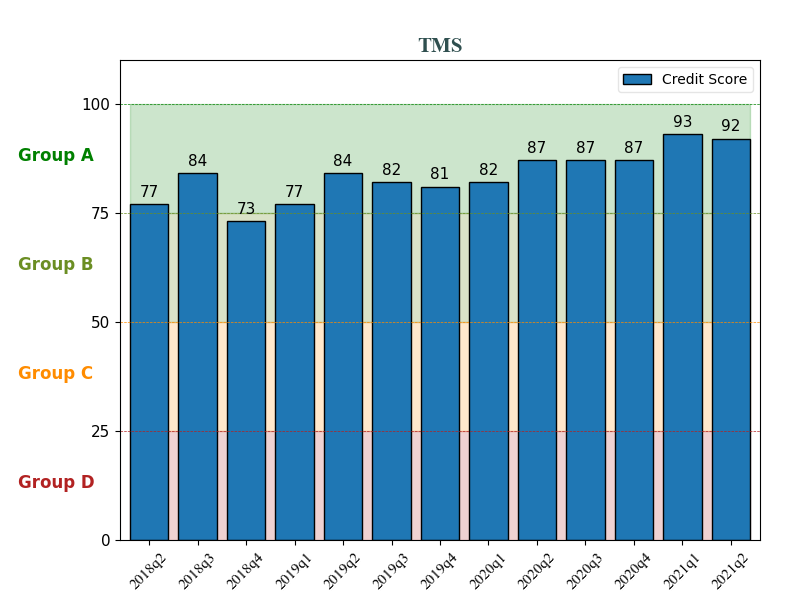 TMS
Credit Score
100
75
50
25
0
Group A
Group B
Group C
Group D
77
84
73
77
84
82
81
82
87
87
87
93
92
2018q2
2018q3
2018q4
2019q1
2019q2
2019q3
2019q4
2020q1
2020q2
2020q3
2020q4
2021q1
2021q2